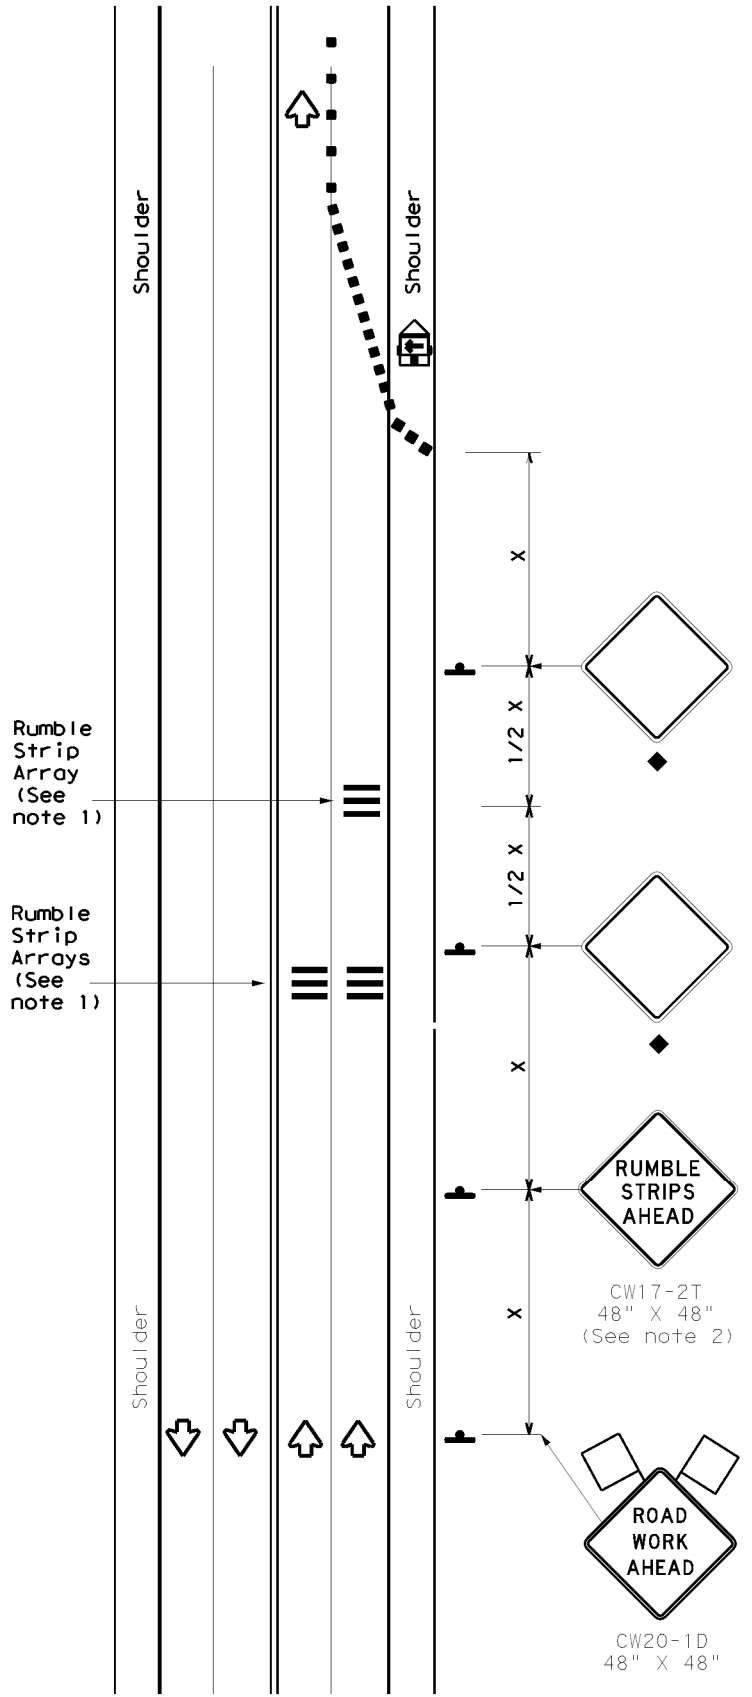 Shoulder
Shoulder
X
1/2 X
Rumble
Strip
Array
(See
note 1)
1/2 X
Rumble
Strip
Arrays
(See
note 1)
X
RUMBLE
STRIPS
AHEAD
CW17-2T
48" X 48"
(See note 2)
X
Shoulder
Shoulder
ROAD
WORK
AHEAD
CW20-1D
48" X 48"